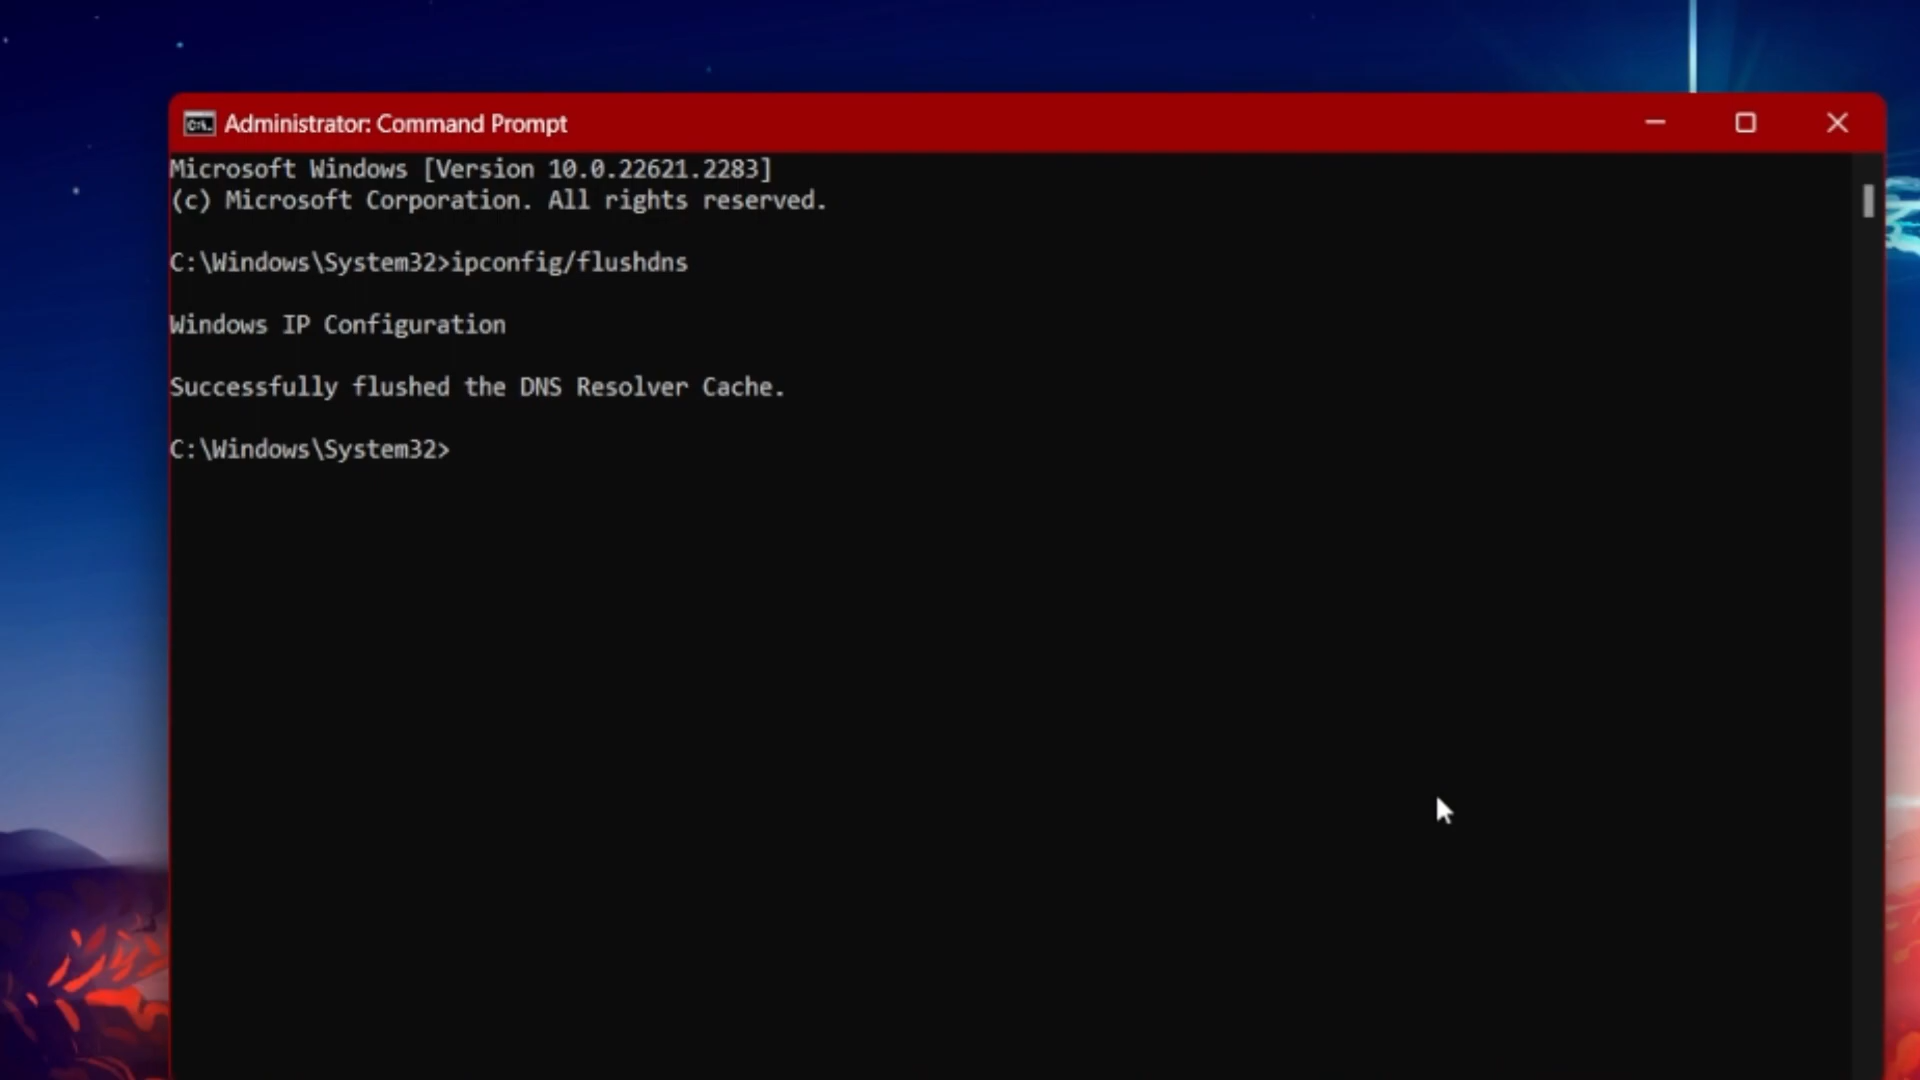 Administrator: Command Prompt
Microsoft Windows [Version 10.0.22621.2283]
(c) Microsoft Corporation. All rights reserved.
C:\Windows\System32>ipconfig/flushdns
Windows IP Configuration
Successfully flushed the DNS Resolver Cache.
C:\Windows\System32>